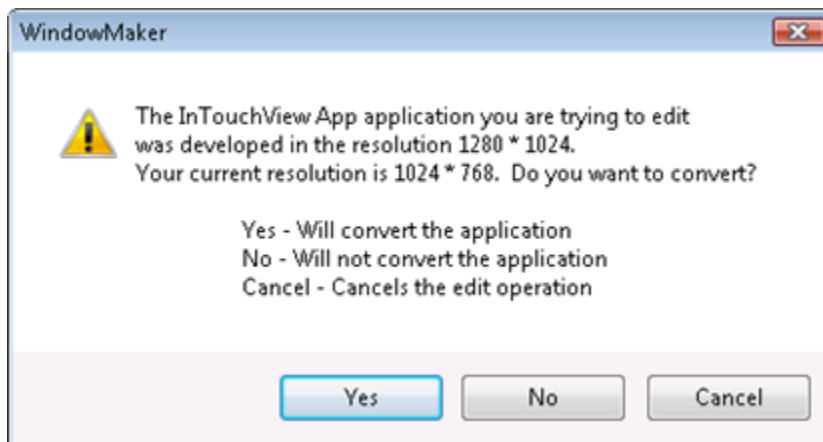 WindowMaker
The InTouchView App application you are trying to edit
was developed in the resolution 1280 * 1024.
Your current resolution is 1024 * 768.  Do you want to convert?
Yes - Will convert the application
No - Will not convert the application
Cancel - Cancels the edit operation
Yes No Cancel